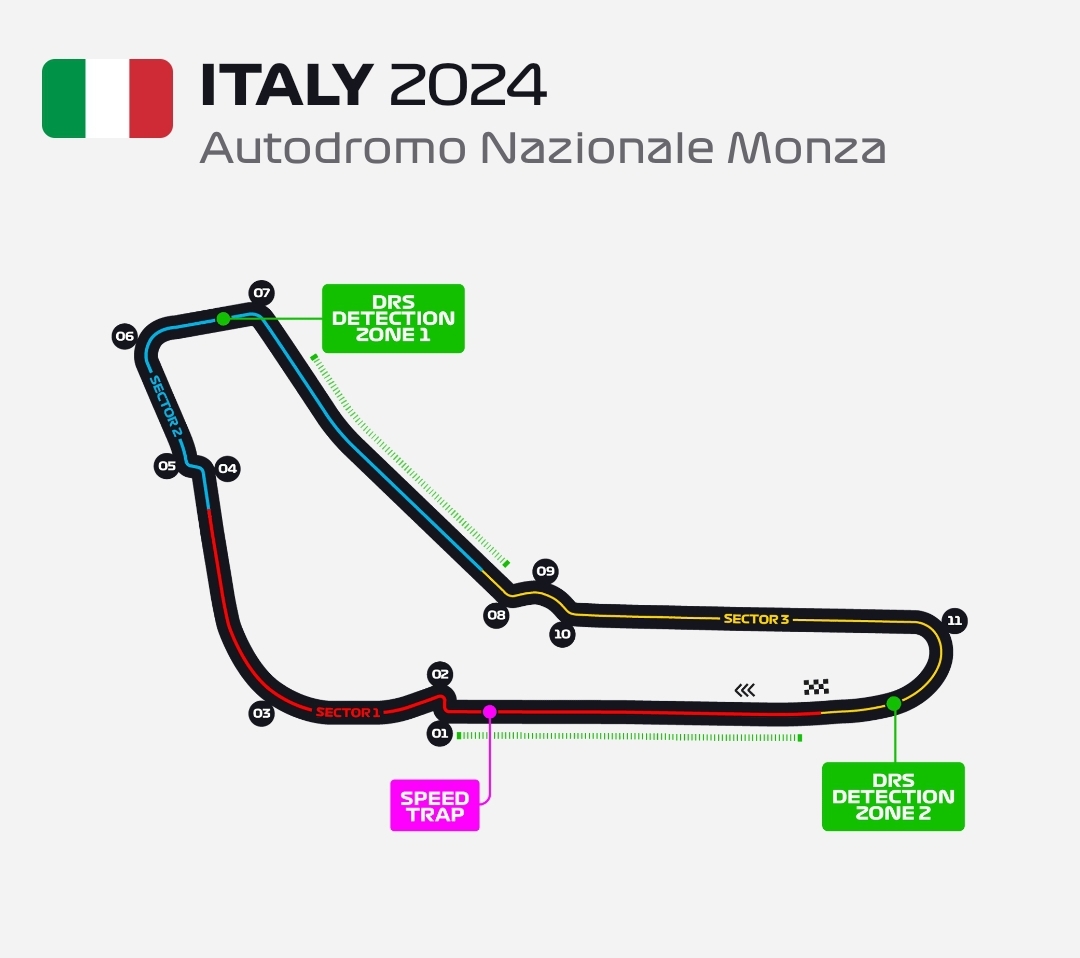 ITALY 2024
Autodromo Nazionale Monza
07
DRS
DETECTION
ZONE 1
06
SECTOR 2
05
04
09
08
10
SECTOR 3
11
02
03
SECTOR 1
01
SPEED
TRAP
DRS
DETECTION
ZONE 2